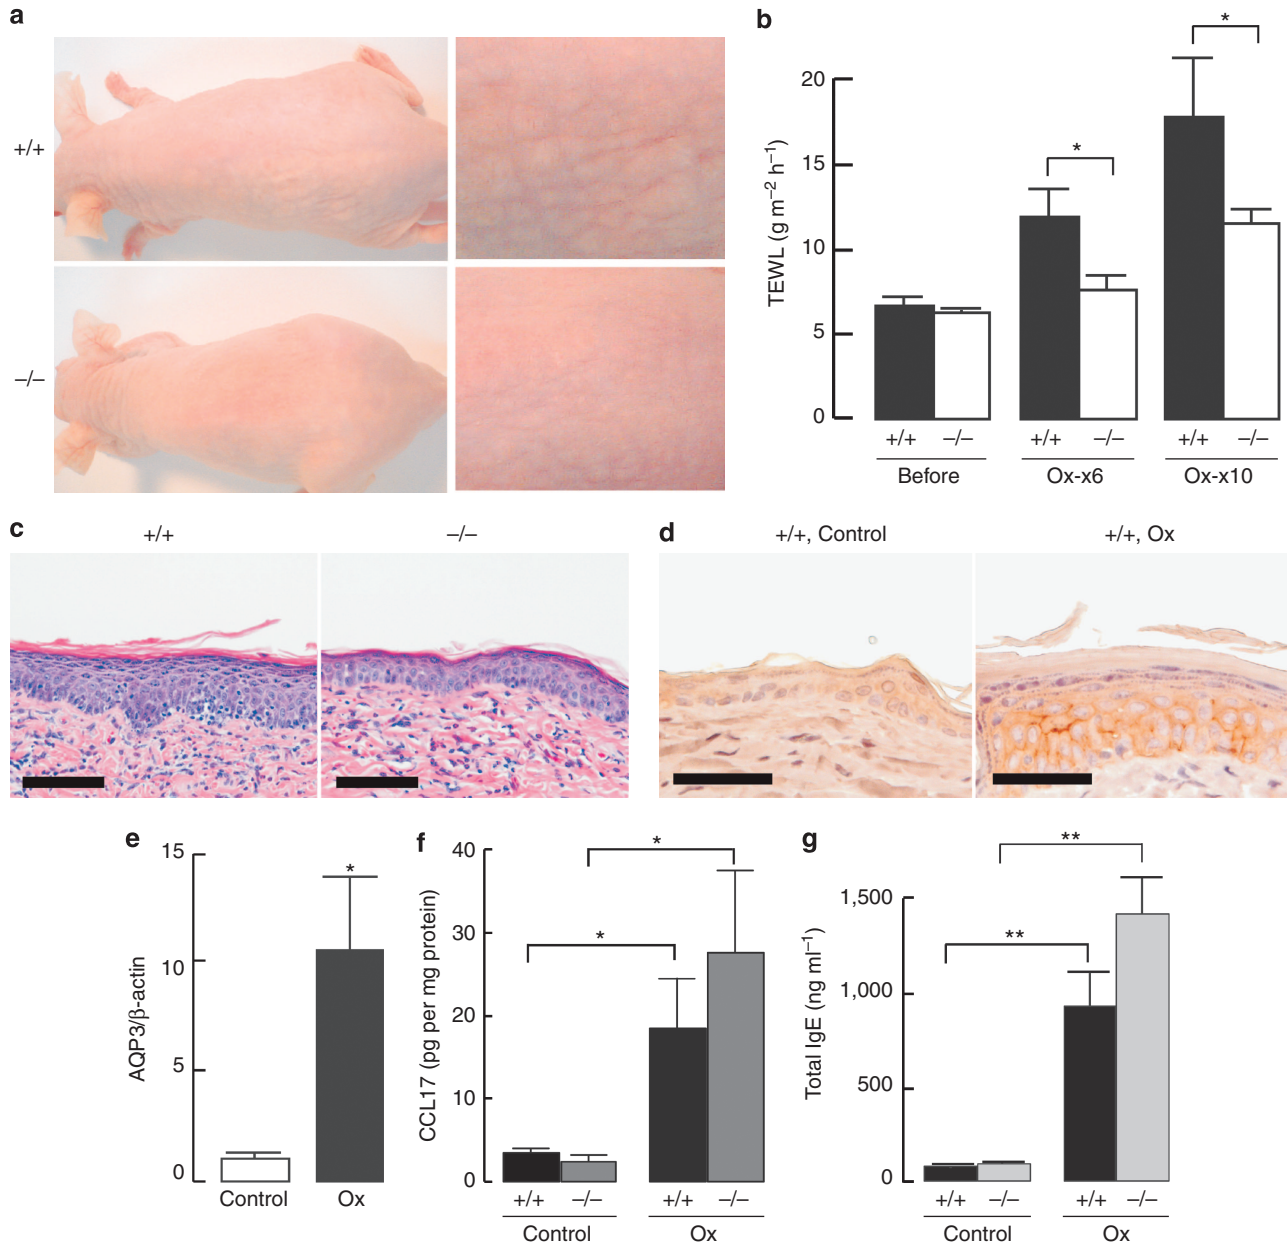 a
+/+
–/–
b
*
*
TEWL (g m–2 h–1)
20
15
10
5
0
+/+ –/– +/+ –/– +/+ –/–
Before Ox-x6 Ox-x10
c
+/+ –/–
d
+/+, Control +/+, Ox
e
AQP3/β-actin
15
10
5
0
*
Control Ox
f
CCL17 (pg per mg protein)
40
30
20
10
0
*
*
+/+ –/– +/+ –/–
Control Ox
g
Total IgE (ng ml–1)
1,500
1,000
500
0
**
**
+/+ –/– +/+ –/–
Control Ox